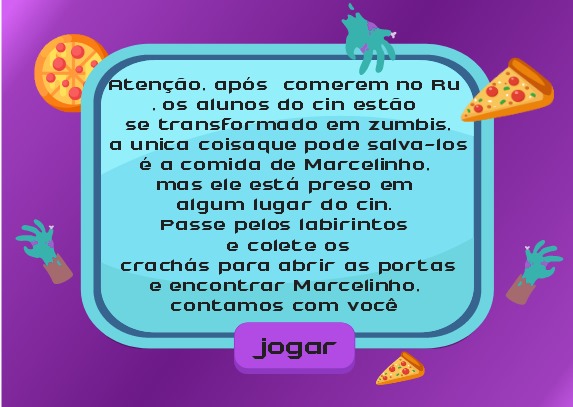 Atenção, após comerem no Ru
, os alunos do cin estão
se transformado em zumbis,
a unica coisaque pode salva-los
é a comida de Marcelinho,
mas ele está preso em
algum lugar do cin.
Passe pelos labirintos
e colete os
crachás para abrir as portas
e encontrar Marcelinho,
contamos com você
jogar